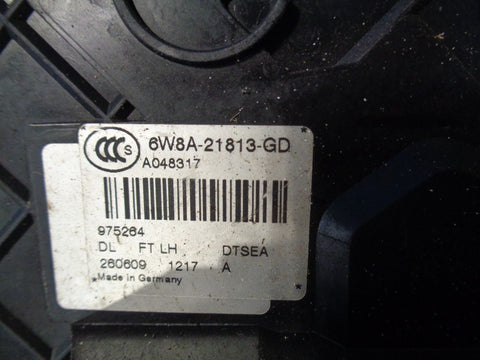 CCC S 6W8A-21813-GD
A048317
975264
DL FT LH DTSEA
260609 1217 A
*Made in Germany *